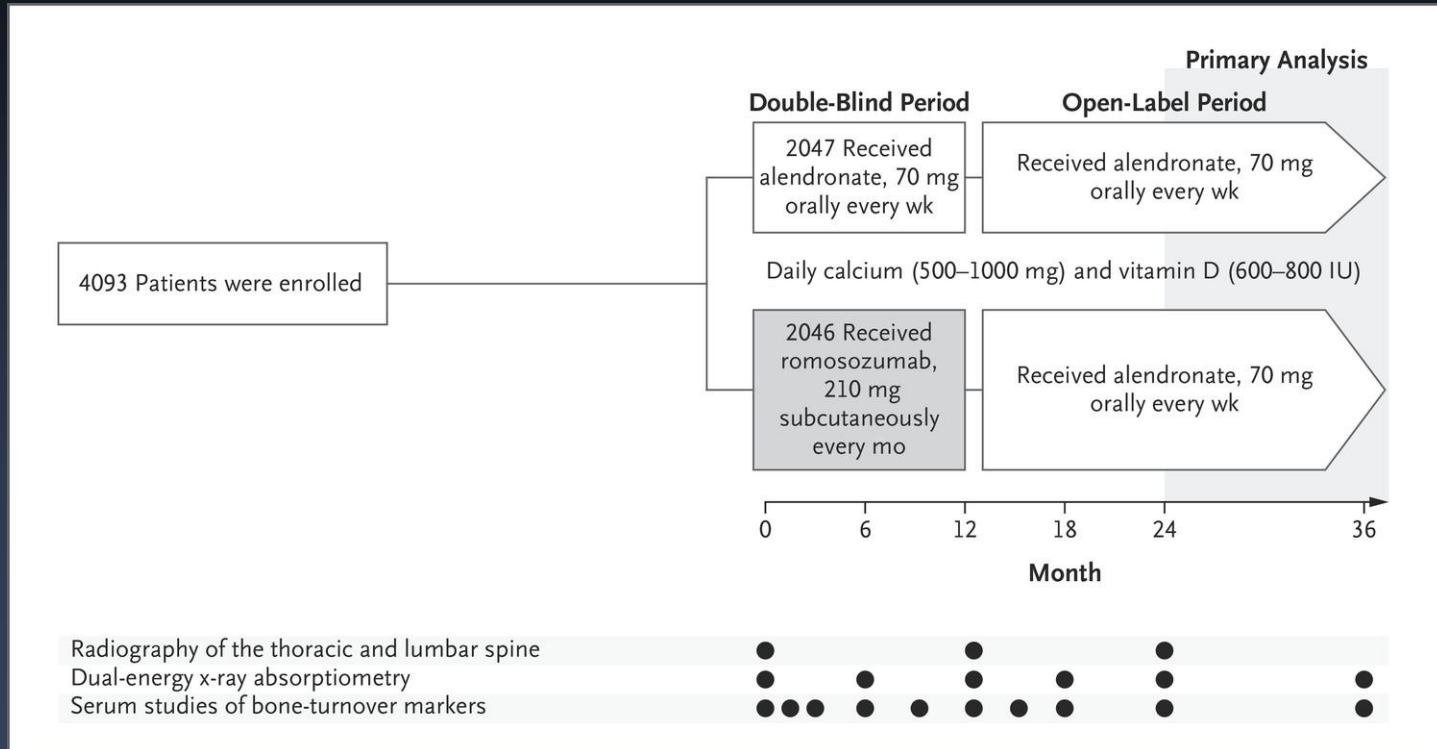 Primary Analysis
Double-Blind Period
Open-Label Period
2047 Received
alendronate, 70 mg
orally every wk
Received alendronate, 70 mg
orally every wk
4093 Patients were enrolled
Daily calcium (500–1000 mg) and vitamin D (600–800 IU)
2046 Received
romosozumab,
210 mg
subcutaneously
every mo
Received alendronate, 70 mg
orally every wk
0 6 12 18 24 36
Month
Radiography of the thoracic and lumbar spine
Dual-energy x-ray absorptiometry
Serum studies of bone-turnover markers